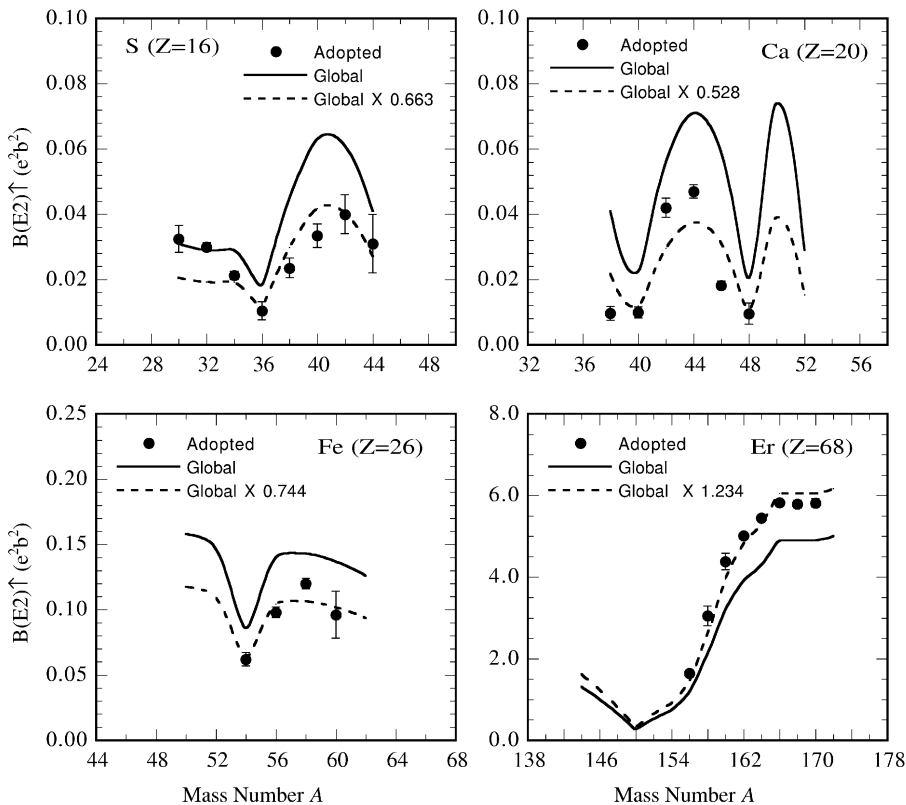 S (Z=16)
Adopted
Global
Global X 0.663
B(E2)↑ (e²b²)
0.10
0.08
0.06
0.04
0.02
0.00
24 28 32 36 40 44 48
Ca (Z=20)
Adopted
Global
Global X 0.528
0.10
0.08
0.06
0.04
0.02
0.00
32 36 40 44 48 52 56
Fe (Z=26)
Adopted
Global
Global X 0.744
B(E2)↑ (e²b²)
0.25
0.20
0.15
0.10
0.05
0.00
44 48 52 56 60 64 68
Mass Number A
Er (Z=68)
Adopted
Global
Global X 1.234
8.0
6.0
4.0
2.0
0.0
138 146 154 162 170 178
Mass Number A